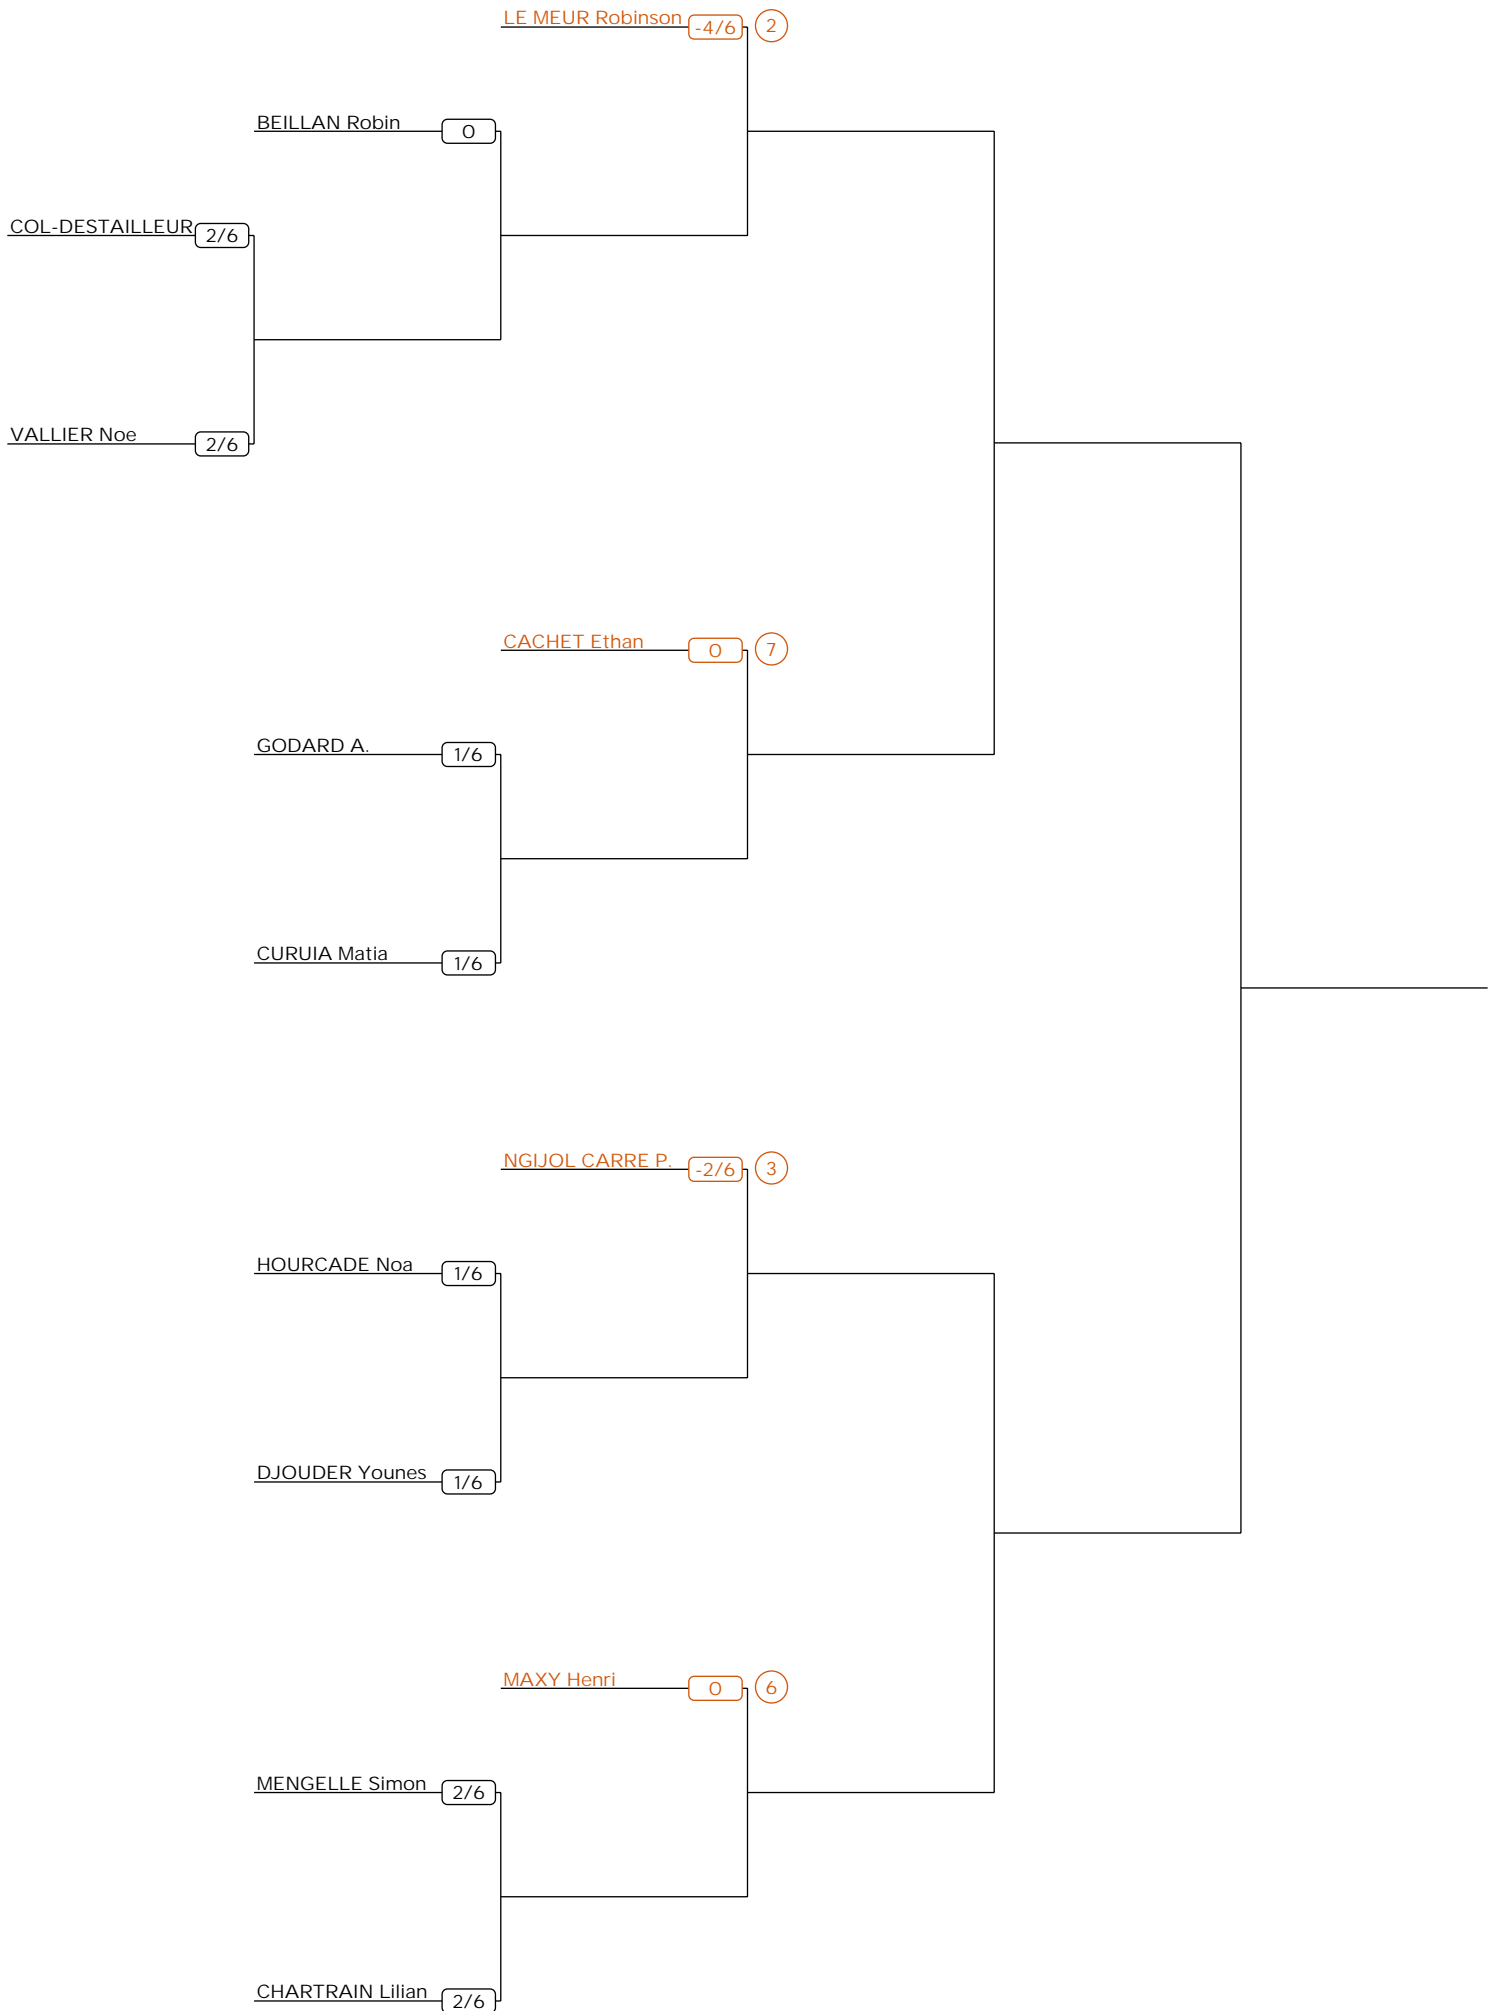 LE MEUR Robinson -4/6 2
BEILLAN Robin 0
COL-DESTAILLEUR 2/6
VALLIER Noe 2/6
CACHET Ethan 0 7
GODARD A. 1/6
CURUIA Matia 1/6
NGIJOL CARRE P. -2/6 3
HOURCADE Noa 1/6
DJOUDER Younes 1/6
MAXY Henri 0 6
MENGELLE Simon 2/6
CHARTRAIN Lilian 2/6